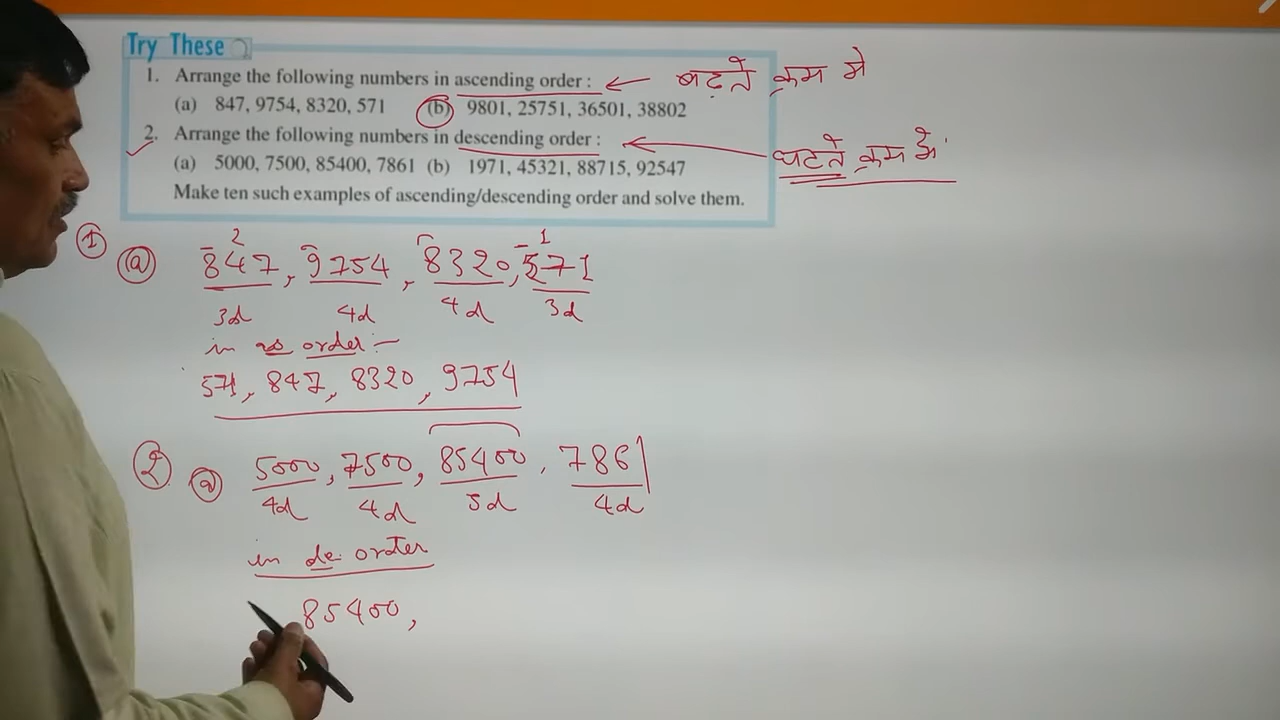 Try These
1. Arrange the following numbers in ascending order : बढ़ते क्रम मे
(a) 847, 9754, 8320, 571 (b) 9801, 25751, 36501, 38802
2. Arrange the following numbers in descending order :
घटते क्रम में
(a) 5000, 7500, 85400, 7861 (b) 1971, 45321, 88715, 92547
Make ten such examples of ascending/descending order and solve them.
2 1
① ⓐ 847, 9754, 8320, 571
3d 4d 4d 3d
in as order :-
571, 847, 8320, 9754
② ⓐ 5000, 7500, 85400, 7861
4d 4d 5d 4d
in de. order
85400,